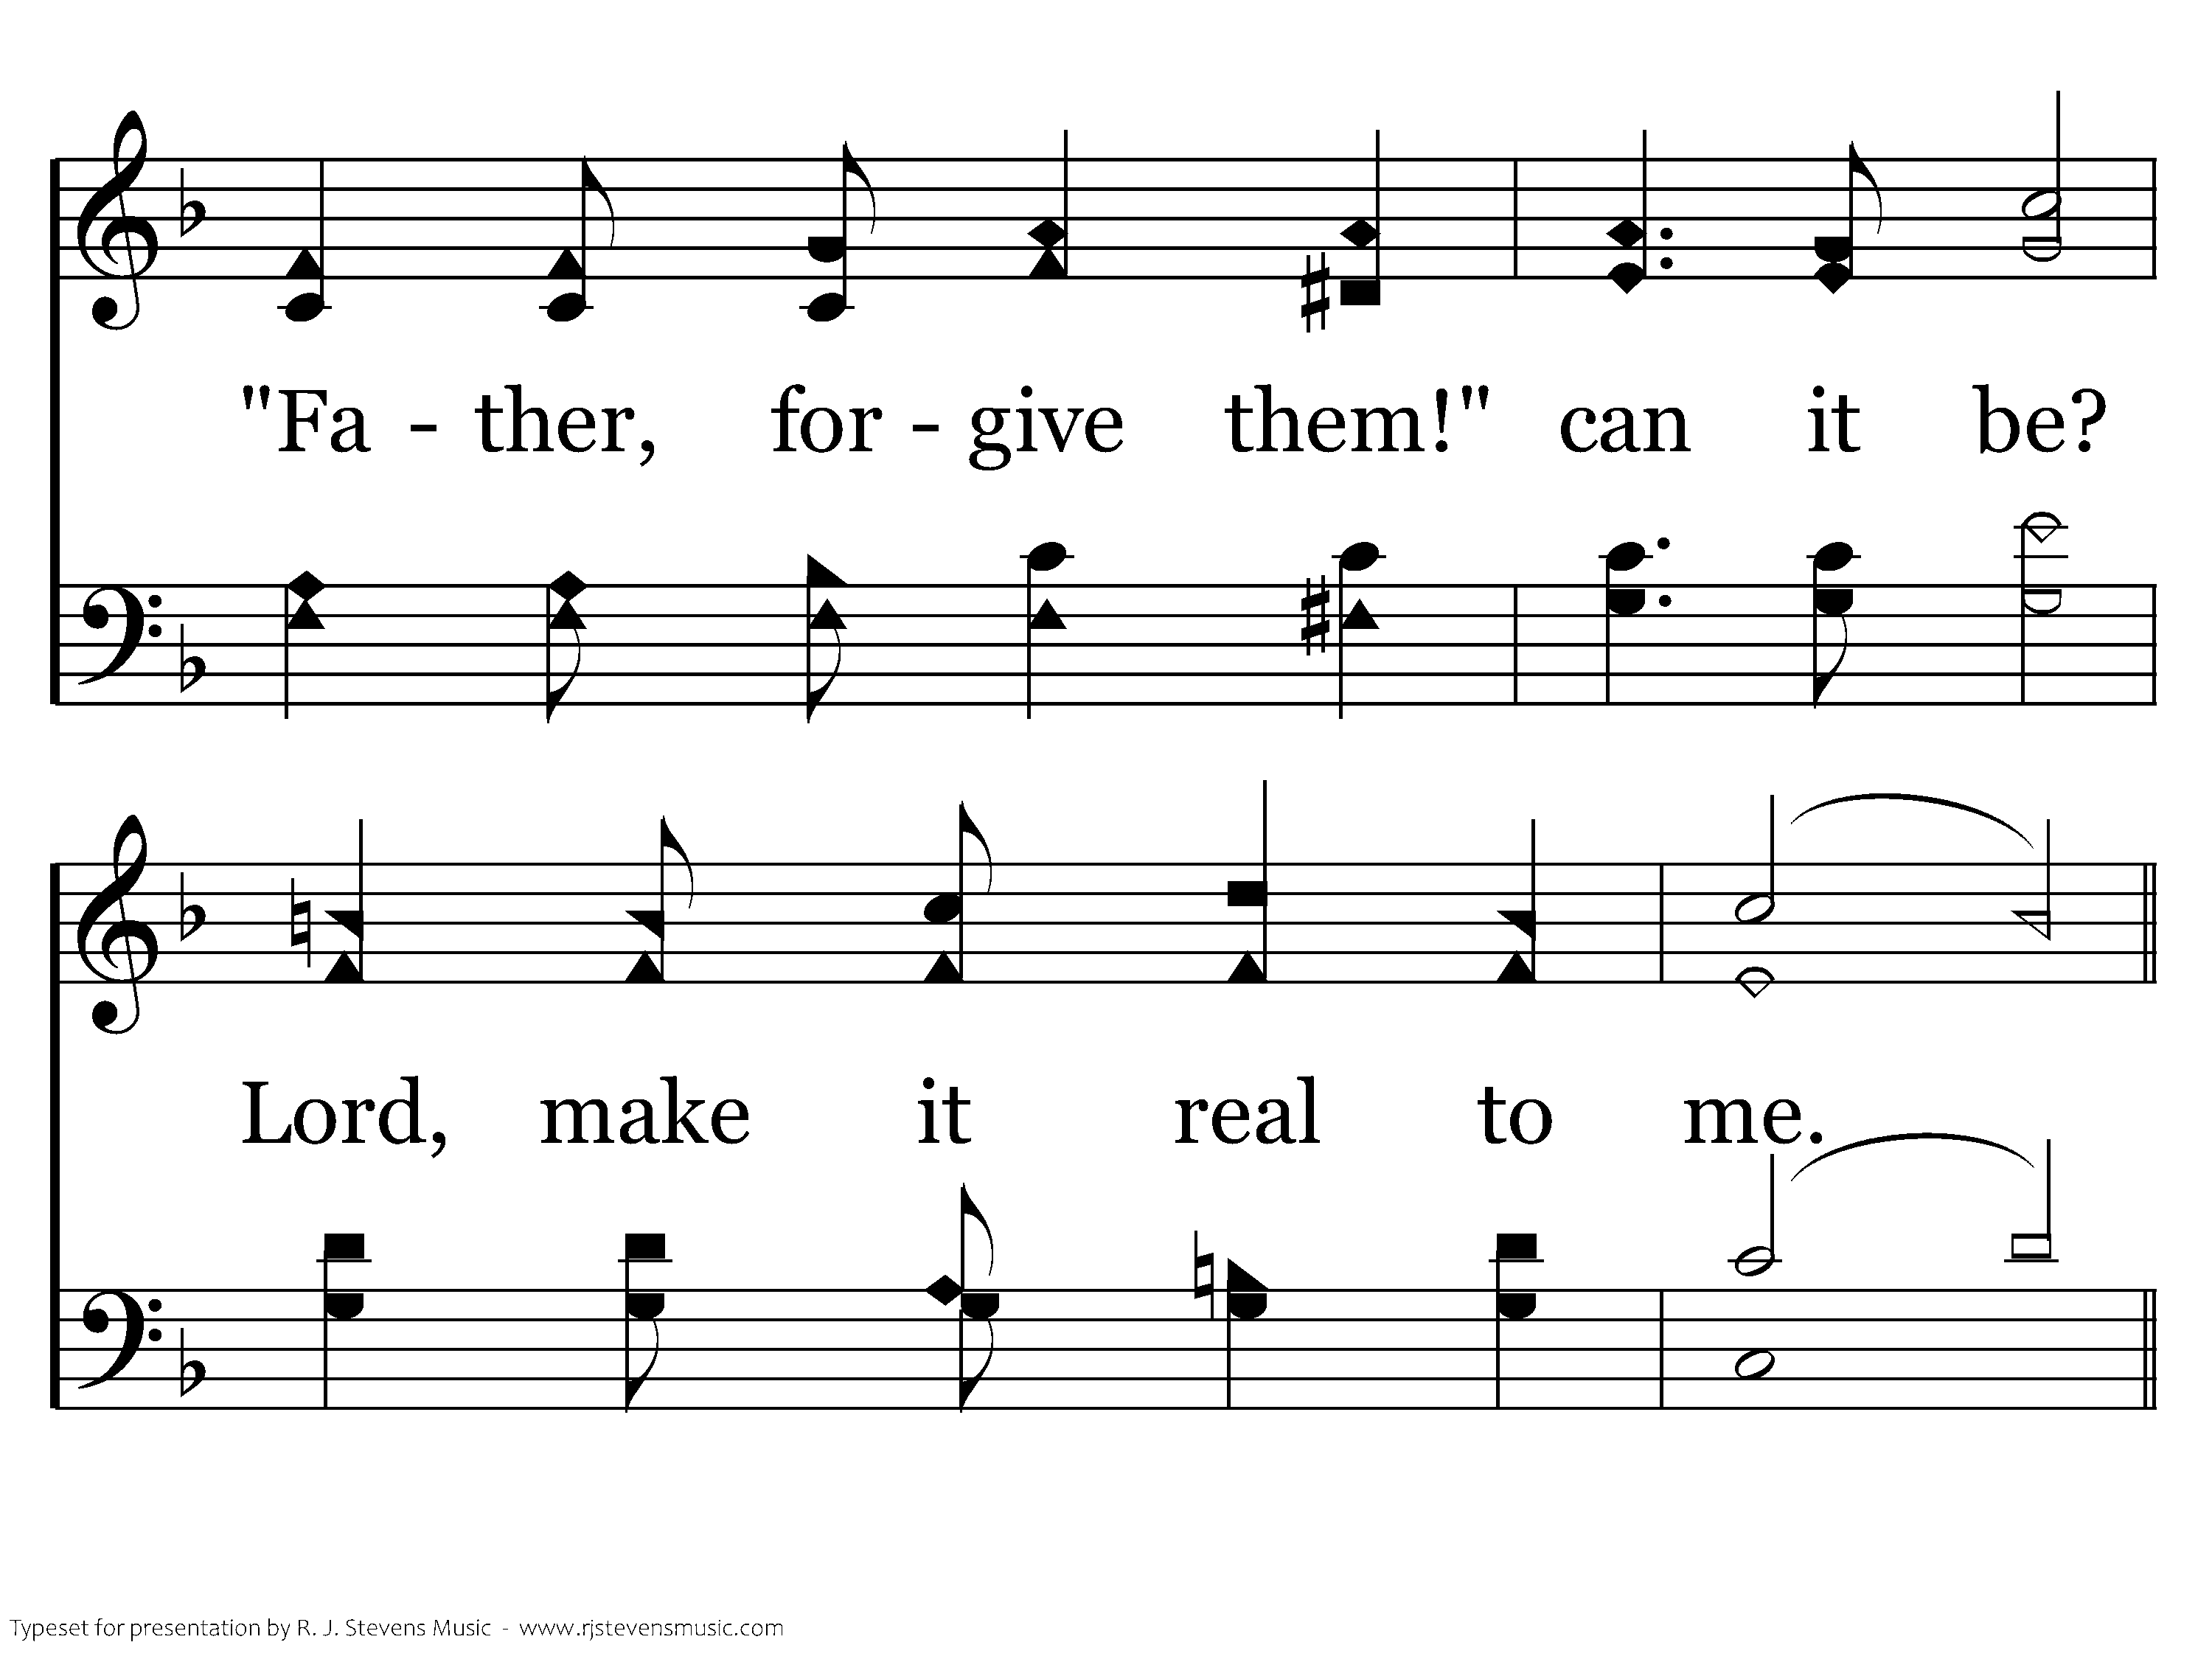 "Fa - ther, for - give them!" can it be?
Lord, make it real to me.
Typeset for presentation by R. J. Stevens Music - www.rjstevensmusic.com